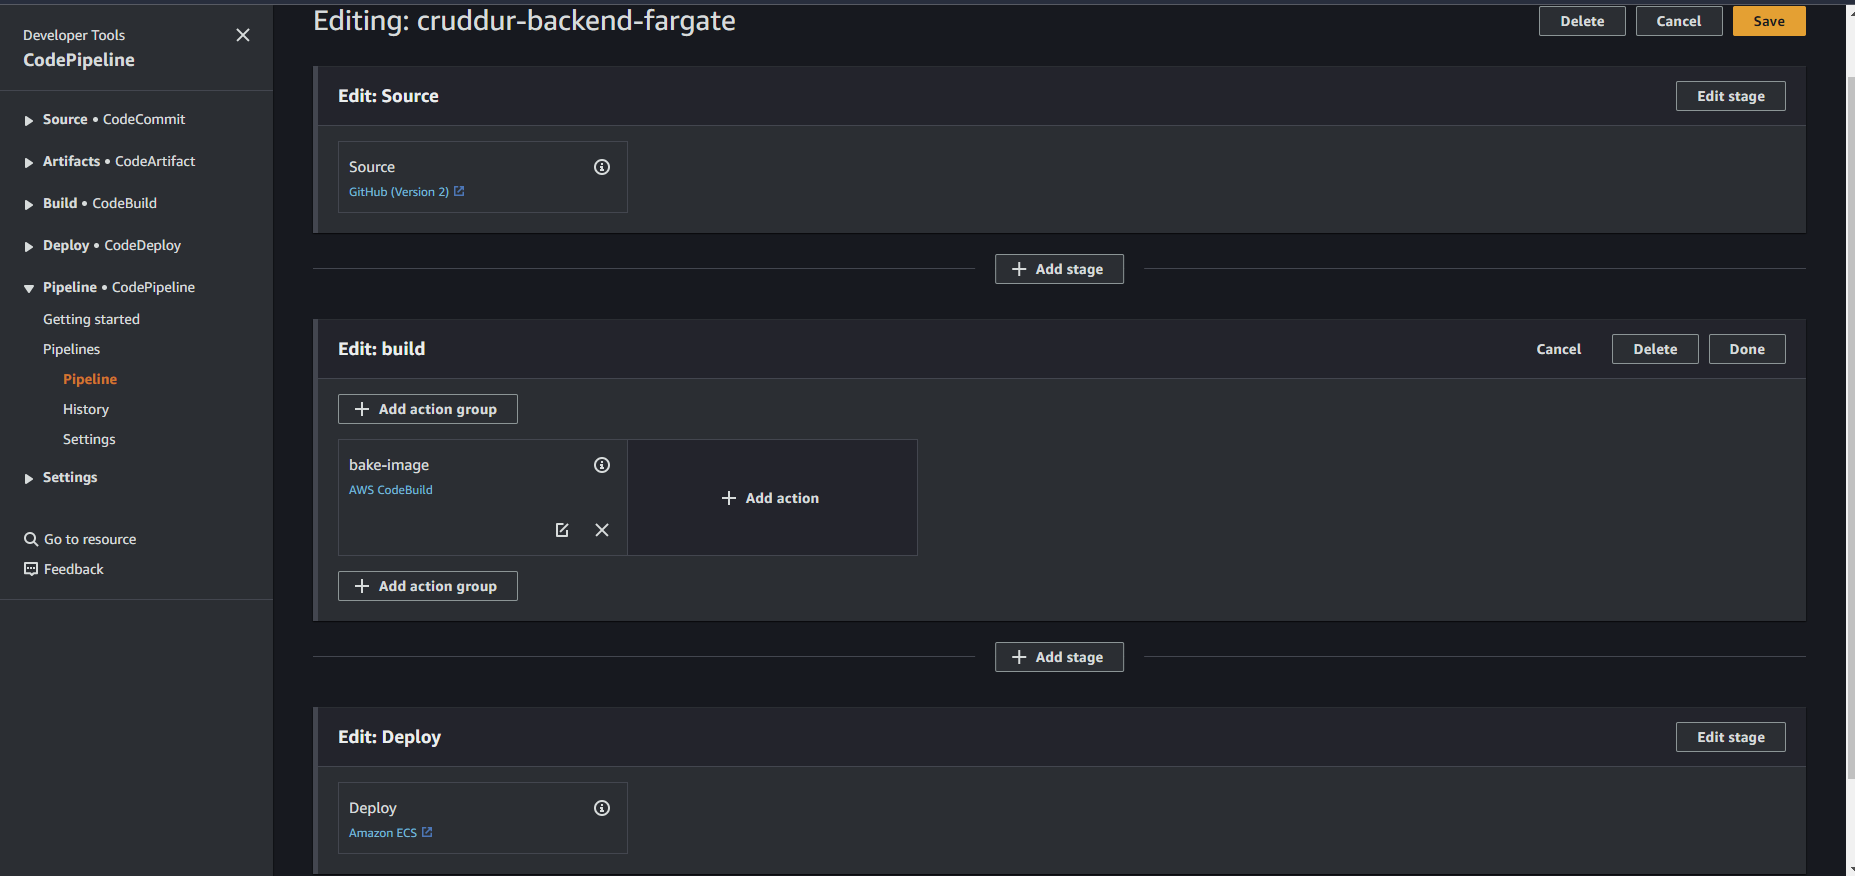 Developer Tools
CodePipeline
Source • CodeCommit
Artifacts • CodeArtifact
Build • CodeBuild
Deploy • CodeDeploy
Pipeline • CodePipeline
Getting started
Pipelines
Pipeline
History
Settings
Settings
Go to resource
Feedback
Editing: cruddur-backend-fargate
Delete
Cancel
Save
Edit: Source
Edit stage
Source
GitHub (Version 2)
Add stage
Edit: build
Cancel
Delete
Done
Add action group
bake-image
AWS CodeBuild
Add action
Add action group
Add stage
Edit: Deploy
Edit stage
Deploy
Amazon ECS